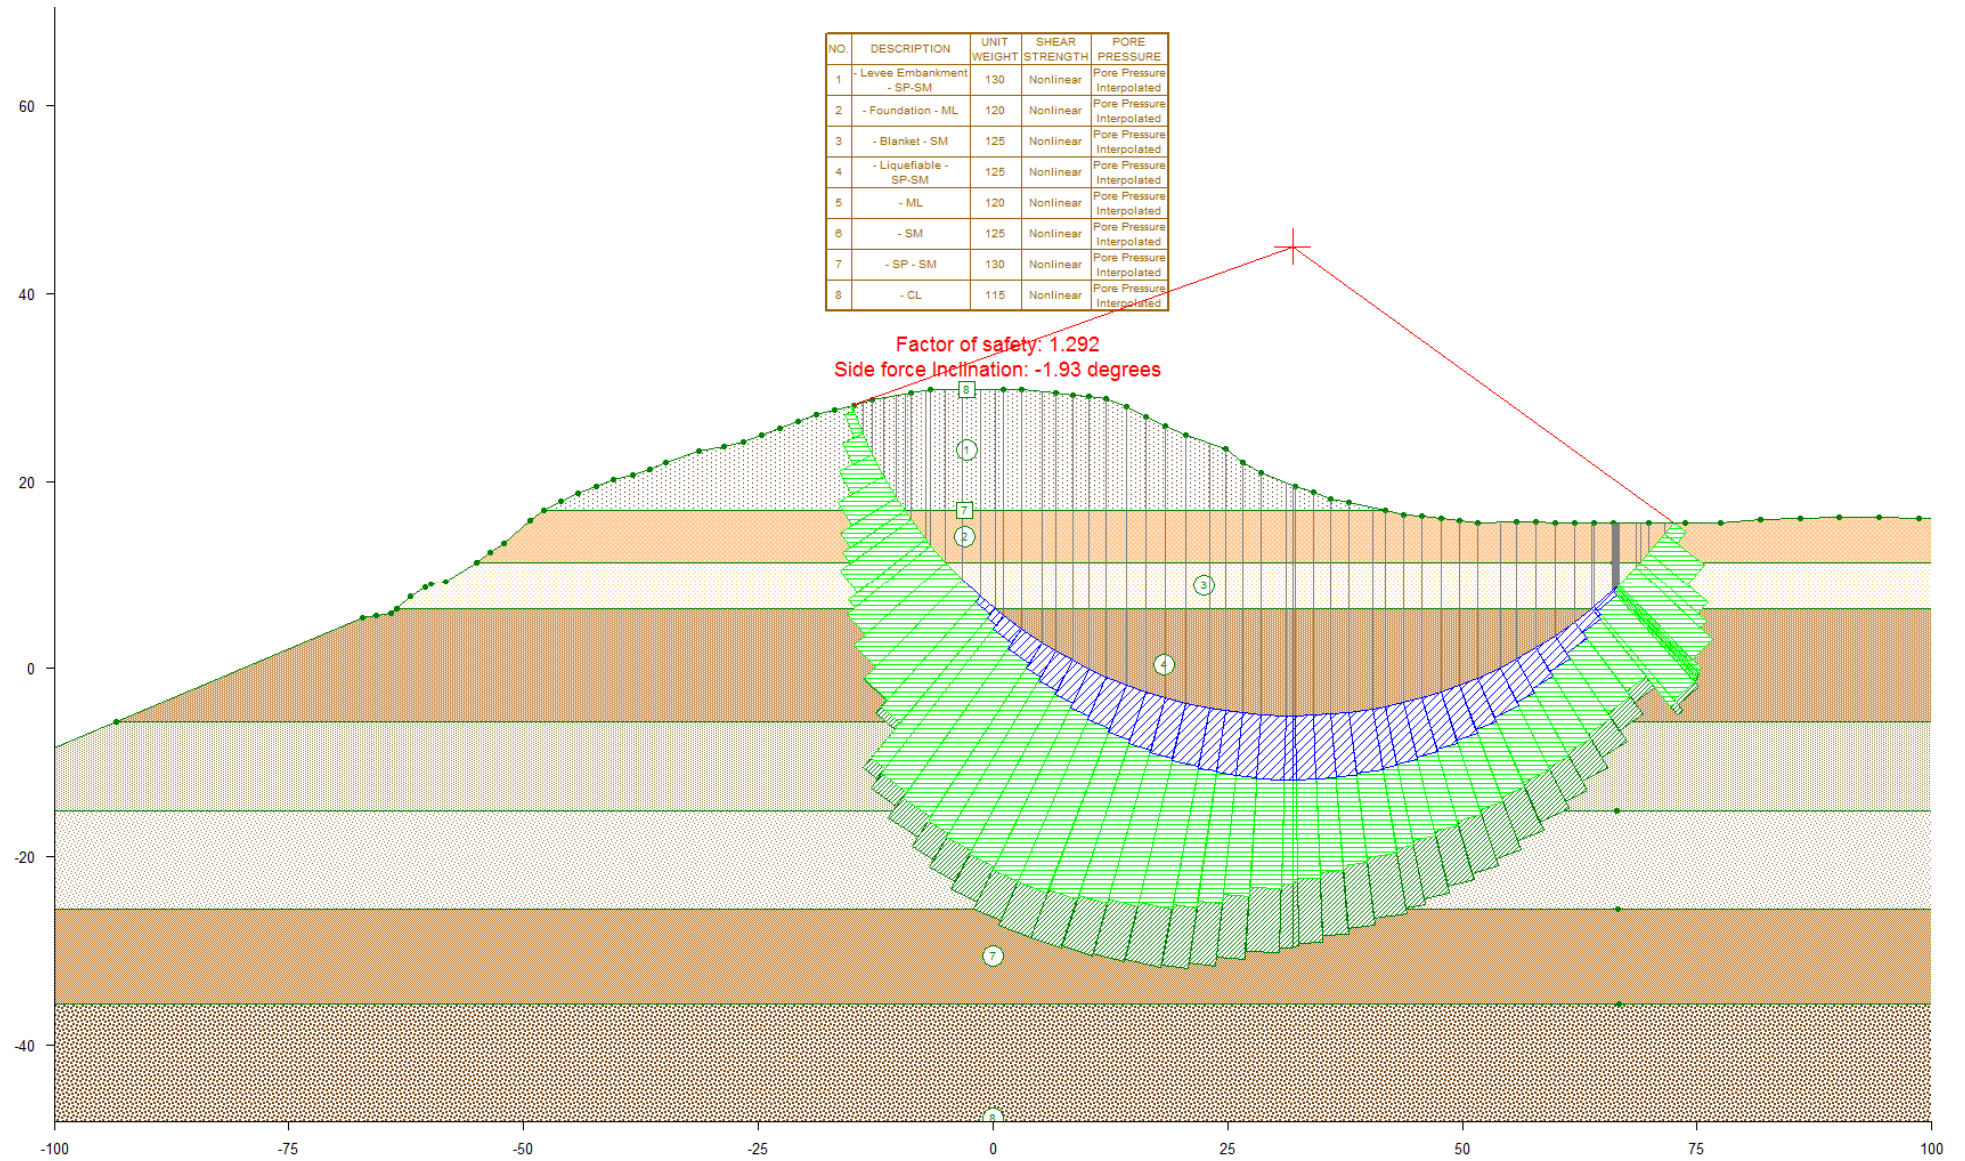 NO. DESCRIPTION UNIT WEIGHT SHEAR STRENGTH PORE PRESSURE
1 - Levee Embankment - SP-SM 130 Nonlinear Pore Pressure Interpolated
2 - Foundation - ML 120 Nonlinear Pore Pressure Interpolated
3 - Blanket - SM 125 Nonlinear Pore Pressure Interpolated
4 - Liquefiable - SP-SM 125 Nonlinear Pore Pressure Interpolated
5 - ML 120 Nonlinear Pore Pressure Interpolated
6 - SM 125 Nonlinear Pore Pressure Interpolated
7 - SP - SM 130 Nonlinear Pore Pressure Interpolated
8 - CL 115 Nonlinear Pore Pressure Interpolated
Factor of safety: 1.292
Side force Inclination: -1.93 degrees
8
1
7
2
3
4
7
8
60
40
20
0
-20
-40
-100 -75 -50 -25 0 25 50 75 100